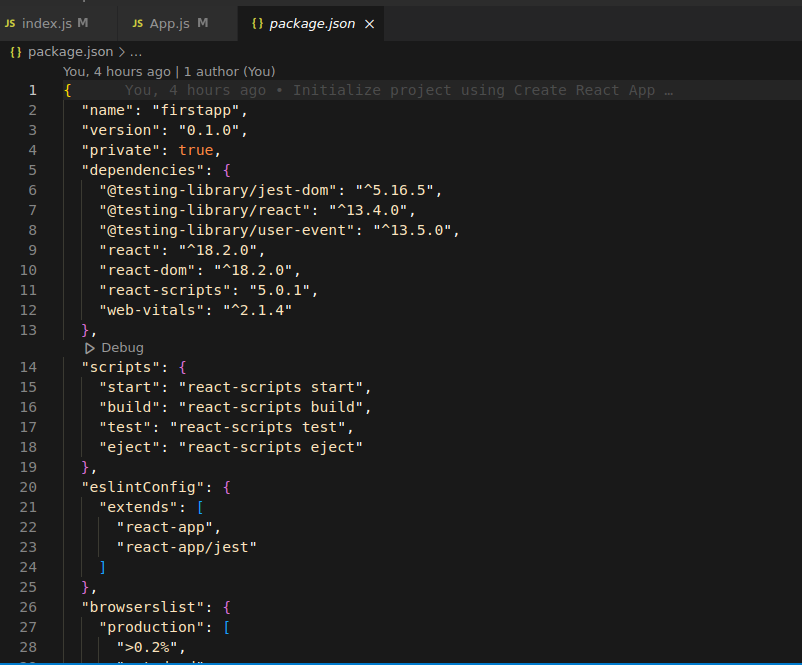 JS index.js M JS App.js M {} package.json ×
{} package.json > ...
You, 4 hours ago | 1 author (You)
1 { You, 4 hours ago • Initialize project using Create React App …
2 "name": "firstapp",
3 "version": "0.1.0",
4 "private": true,
5 "dependencies": {
6 "@testing-library/jest-dom": "^5.16.5",
7 "@testing-library/react": "^13.4.0",
8 "@testing-library/user-event": "^13.5.0",
9 "react": "^18.2.0",
10 "react-dom": "^18.2.0",
11 "react-scripts": "5.0.1",
12 "web-vitals": "^2.1.4"
13 },
Debug
14 "scripts": {
15 "start": "react-scripts start",
16 "build": "react-scripts build",
17 "test": "react-scripts test",
18 "eject": "react-scripts eject"
19 },
20 "eslintConfig": {
21 "extends": [
22 "react-app",
23 "react-app/jest"
24 ]
25 },
26 "browserslist": {
27 "production": [
28 ">0.2%",